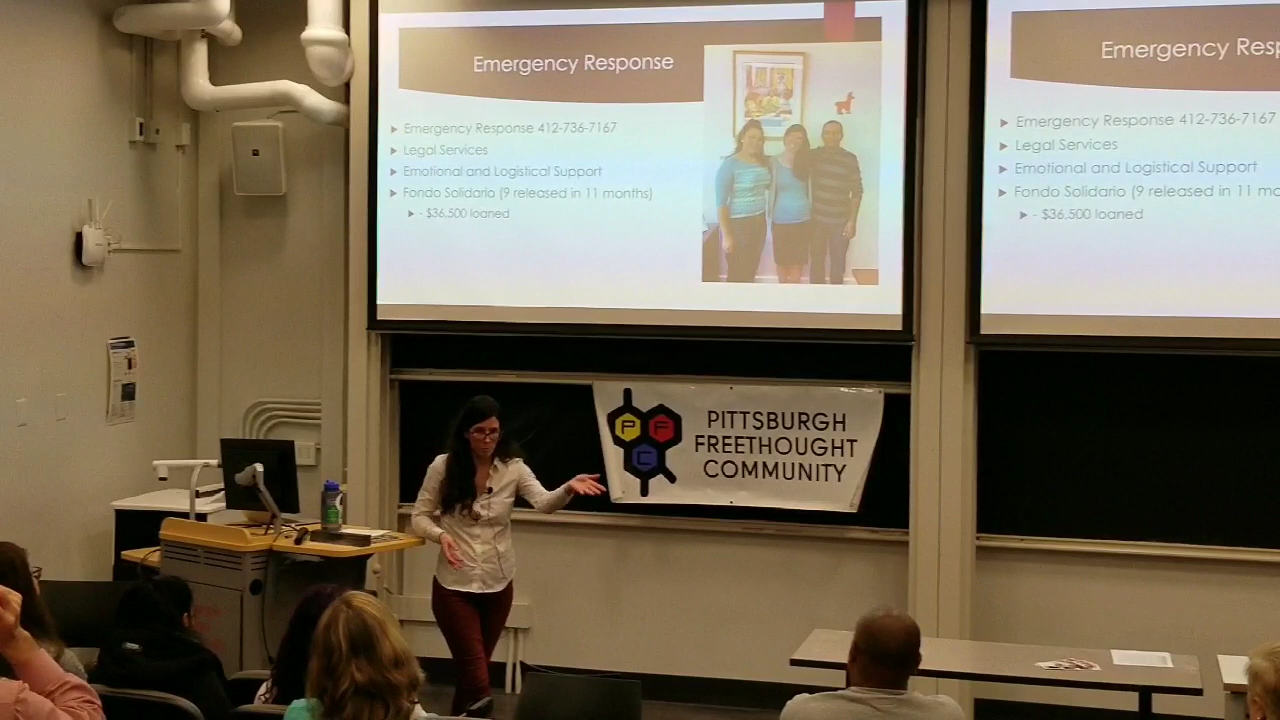 Emergency Response
Emergency Response 412-736-7167
Legal Services
Emotional and Logistical Support
Fondo Solidario (9 released in 11 months)
- $36,500 loaned
Emergency Resp
Emergency Response 412-736-7167
Legal Services
Emotional and Logistical Support
Fondo Solidario (9 released in 11 mo
- $36,500 loaned
P F
C
PITTSBURGH
FREETHOUGHT
COMMUNITY